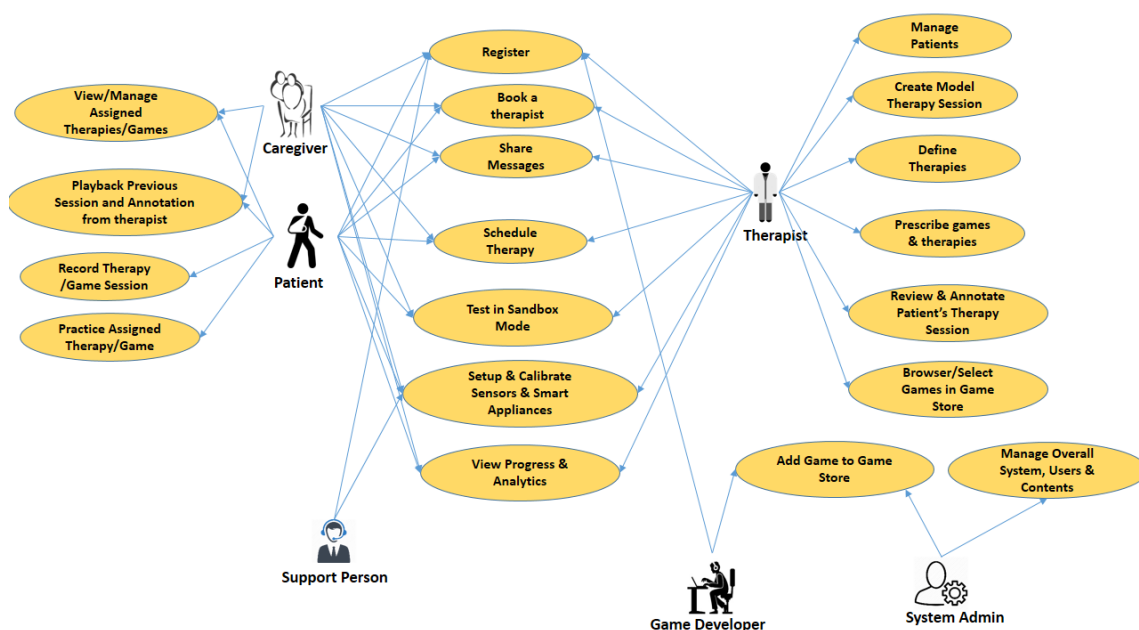 Manage
Patients
Register
View/Manage
Assigned
Therapies/Games
Create Model
Therapy Session
Book a
therapist
Caregiver
Share
Messages
Define
Therapies
Playback Previous
Session and Annotation
from therapist
Therapist
Schedule
Therapy
Prescribe games
& therapies
Patient
Record Therapy
/Game Session
Test in Sandbox
Mode
Review & Annotate
Patient's Therapy
Session
Practice Assigned
Therapy/Game
Setup & Calibrate
Sensors & Smart
Appliances
Browser/Select
Games in Game
Store
View Progress &
Analytics
Add Game to Game
Store
Manage Overall
System, Users &
Contents
Support Person
Game Developer
System Admin